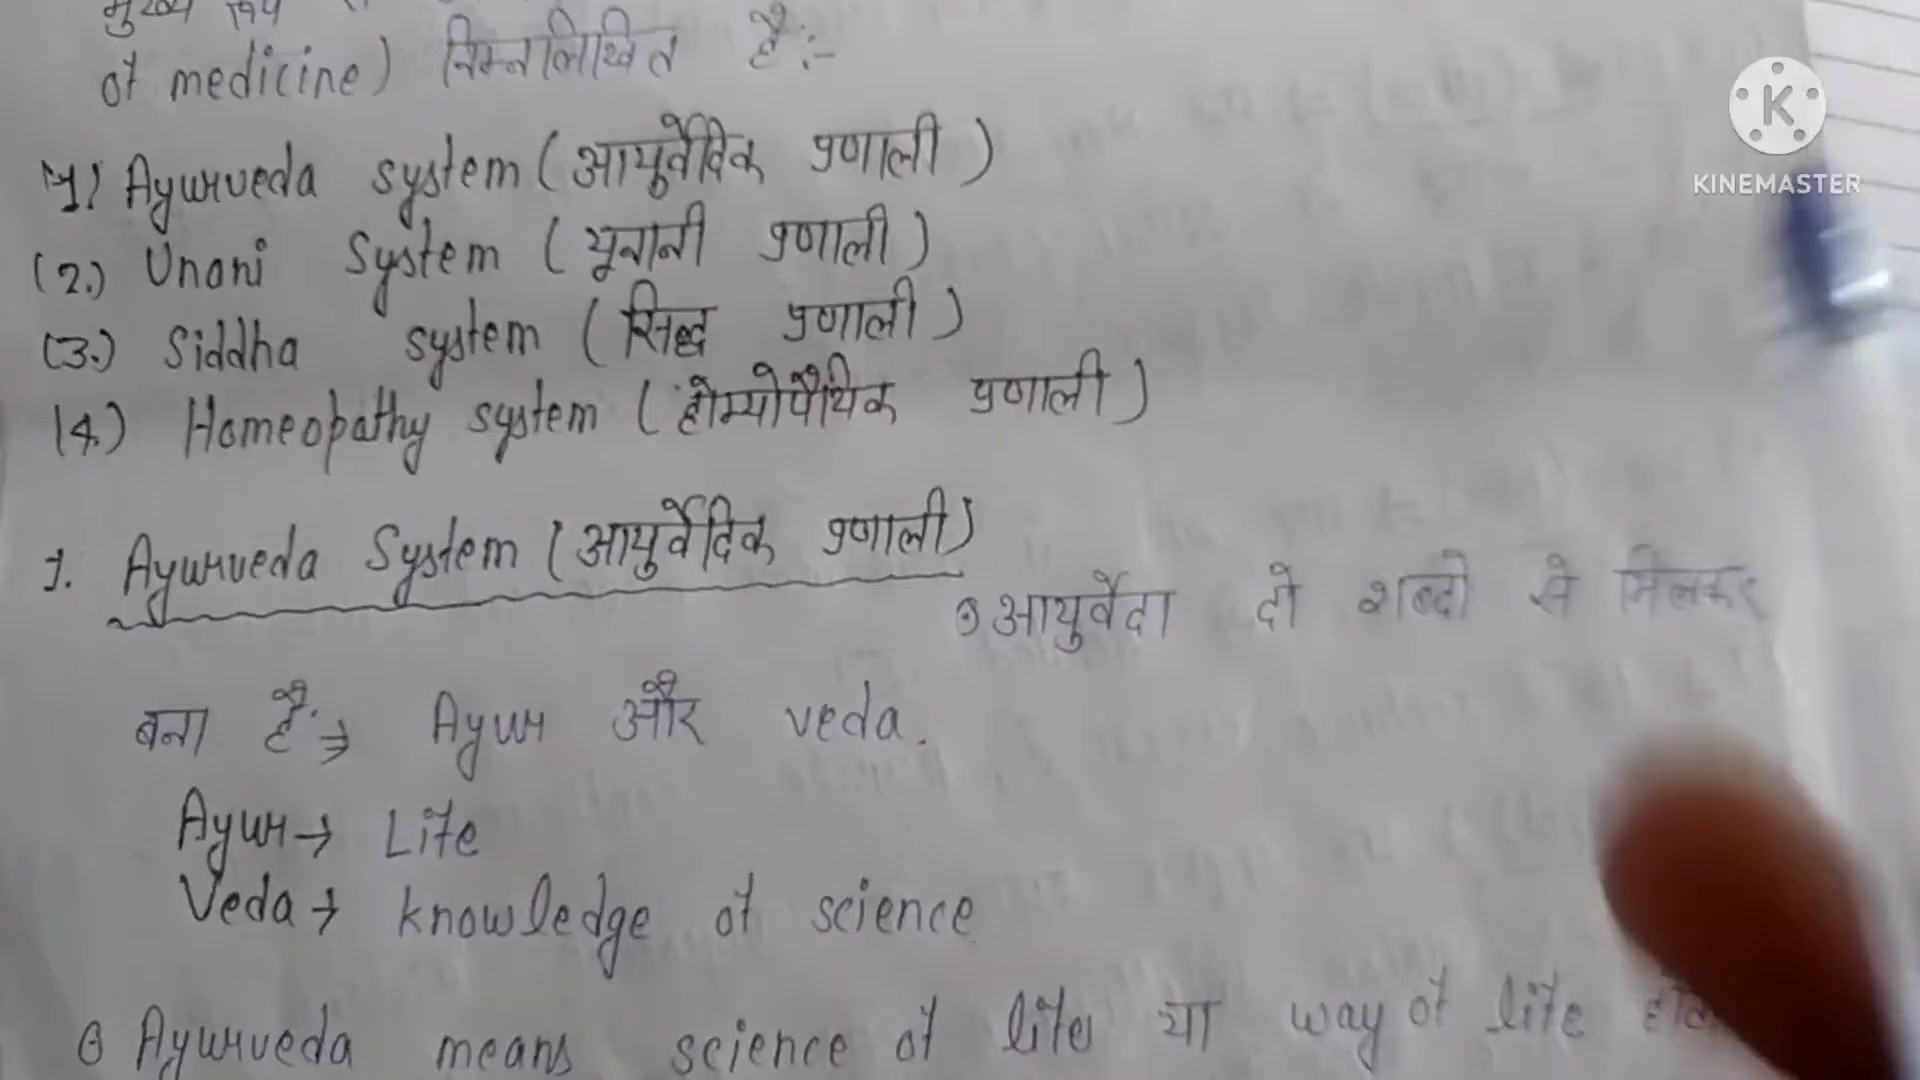 मुख्य रूप
of medicine) निम्नलिखित है:-
KINEMASTER
(1) Ayurveda system (आयुर्वेदिक प्रणाली)
(2.) Unani System (यूनानी प्रणाली)
(3.) Siddha system (सिद्ध प्रणाली)
(4.) Homeopathy system (होम्योपैथिक प्रणाली)
1. Ayurveda System (आयुर्वेदिक प्रणाली)
आयुर्वेदा दो शब्दो से मिलकर
बना है:→ Ayur और veda.
Ayur→ Life
Veda→ knowledge of science
Ayurveda means science of life या way of life